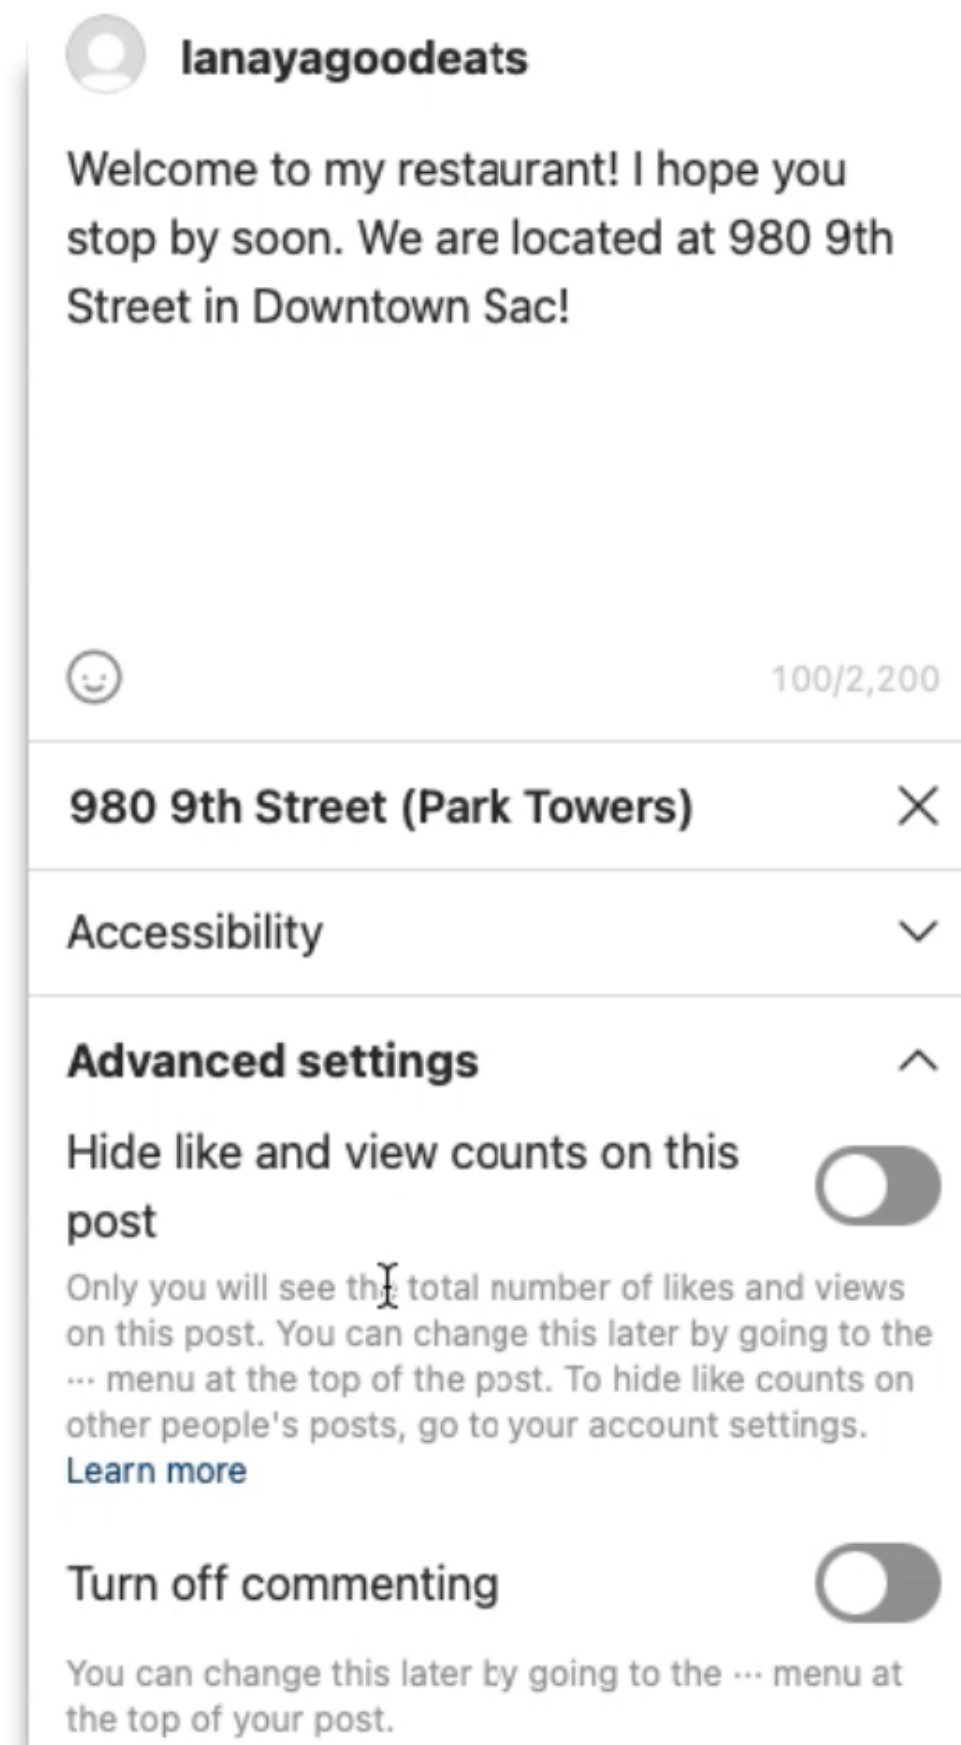 lanayagoodeats
Welcome to my restaurant! I hope you
stop by soon. We are located at 980 9th
Street in Downtown Sac!
100/2,200
980 9th Street (Park Towers)
Accessibility
Advanced settings
Hide like and view counts on this
post
Only you will see the total number of likes and views
on this post. You can change this later by going to the
··· menu at the top of the post. To hide like counts on
other people's posts, go to your account settings.
Learn more
Turn off commenting
You can change this later by going to the ··· menu at
the top of your post.